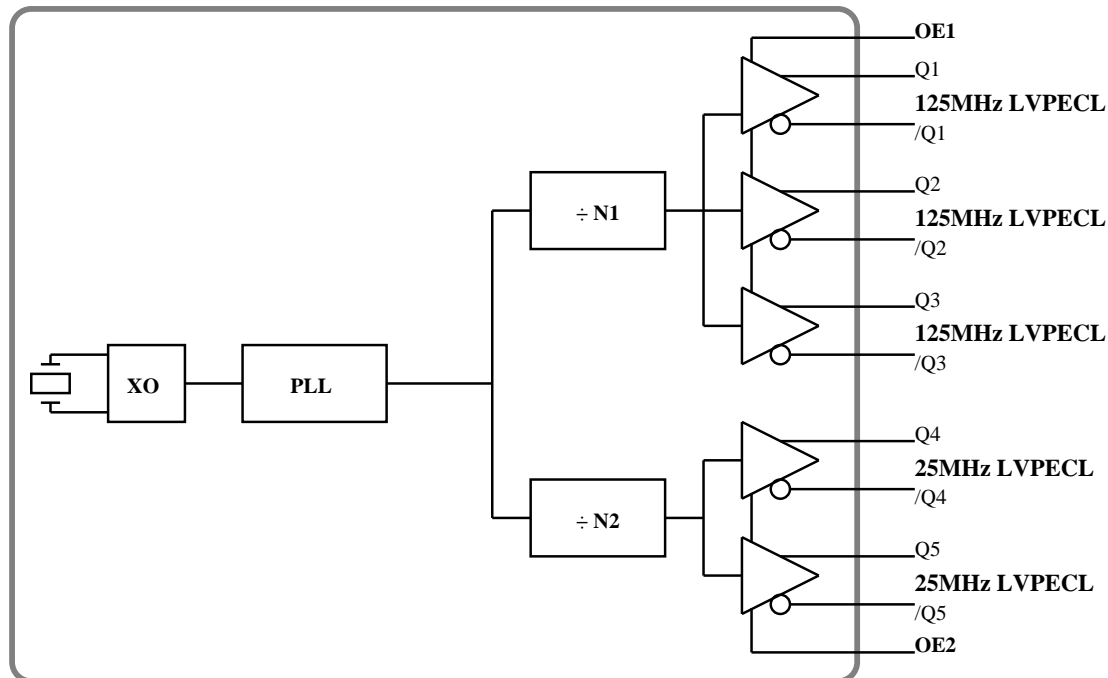 OE1
Q1
125MHz LVPECL
/Q1
Q2
125MHz LVPECL
/Q2
÷ N1
Q3
125MHz LVPECL
/Q3
XO
PLL
Q4
25MHz LVPECL
/Q4
÷ N2
Q5
25MHz LVPECL
/Q5
OE2